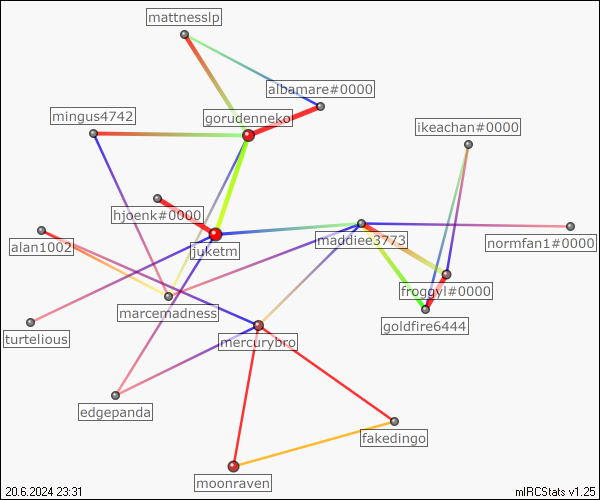 mattnesslp
albamare#0000
mingus4742
gorudenneko
ikeachan#0000
hjoenk#0000
alan1002
juketm
maddiee3773
normfan1#0000
froggyl#0000
marcemadness
goldfire6444
turtelious
mercurybro
edgepanda
fakedingo
moonraven
20.6.2024 23:31
mIRCStats v1.25